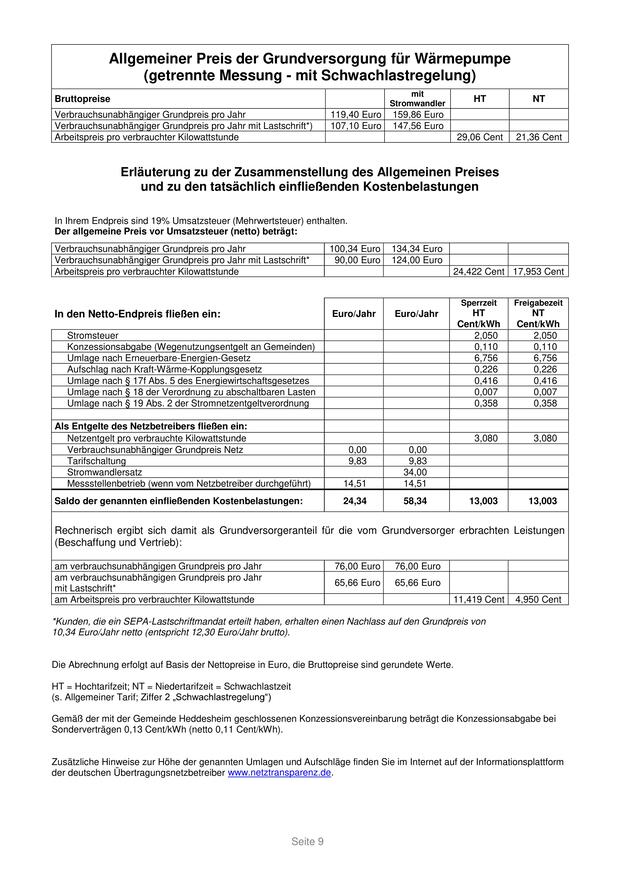 Allgemeiner Preis der Grundversorgung für Wärmepumpe
(getrennte Messung - mit Schwachlastregelung)
Bruttopreise mit Stromwandler HT NT
Verbrauchsunabhängiger Grundpreis pro Jahr 119,40 Euro 159,86 Euro
Verbrauchsunabhängiger Grundpreis pro Jahr mit Lastschrift*) 107,10 Euro 147,56 Euro
Arbeitspreis pro verbrauchter Kilowattstunde 29,06 Cent 21,36 Cent
Erläuterung zu der Zusammenstellung des Allgemeinen Preises
und zu den tatsächlich einfließenden Kostenbelastungen
In Ihrem Endpreis sind 19% Umsatzsteuer (Mehrwertsteuer) enthalten.
Der allgemeine Preis vor Umsatzsteuer (netto) beträgt:
Verbrauchsunabhängiger Grundpreis pro Jahr 100,34 Euro 134,34 Euro
Verbrauchsunabhängiger Grundpreis pro Jahr mit Lastschrift* 90,00 Euro 124,00 Euro
Arbeitspreis pro verbrauchter Kilowattstunde 24,422 Cent 17,953 Cent
In den Netto-Endpreis fließen ein: Euro/Jahr Euro/Jahr Sperrzeit HT Cent/kWh Freigabezeit NT Cent/kWh
Stromsteuer 2,050 2,050
Konzessionsabgabe (Wegenutzungsentgelt an Gemeinden) 0,110 0,110
Umlage nach Erneuerbare-Energien-Gesetz 6,756 6,756
Aufschlag nach Kraft-Wärme-Kopplungsgesetz 0,226 0,226
Umlage nach § 17f Abs. 5 des Energiewirtschaftsgesetzes 0,416 0,416
Umlage nach § 18 der Verordnung zu abschaltbaren Lasten 0,007 0,007
Umlage nach § 19 Abs. 2 der Stromnetzentgeltverordnung 0,358 0,358
Als Entgelte des Netzbetreibers fließen ein:
Netzentgelt pro verbrauchte Kilowattstunde 3,080 3,080
Verbrauchsunabhängiger Grundpreis Netz 0,00 0,00
Tarifschaltung 9,83 9,83
Stromwandlersatz 34,00
Messstellenbetrieb (wenn vom Netzbetreiber durchgeführt) 14,51 14,51
Saldo der genannten einfließenden Kostenbelastungen: 24,34 58,34 13,003 13,003
Rechnerisch ergibt sich damit als Grundversorgeranteil für die vom Grundversorger erbrachten Leistungen
(Beschaffung und Vertrieb):
am verbrauchsunabhängigen Grundpreis pro Jahr 76,00 Euro 76,00 Euro
am verbrauchsunabhängigen Grundpreis pro Jahr
mit Lastschrift* 65,66 Euro 65,66 Euro
am Arbeitspreis pro verbrauchter Kilowattstunde 11,419 Cent 4,950 Cent
*Kunden, die ein SEPA-Lastschriftmandat erteilt haben, erhalten einen Nachlass auf den Grundpreis von
10,34 Euro/Jahr netto (entspricht 12,30 Euro/Jahr brutto).
Die Abrechnung erfolgt auf Basis der Nettopreise in Euro, die Bruttopreise sind gerundete Werte.
HT = Hochtarifzeit; NT = Niedertarifzeit = Schwachlastzeit
(s. Allgemeiner Tarif; Ziffer 2 „Schwachlastregelung“)
Gemäß der mit der Gemeinde Heddesheim geschlossenen Konzessionsvereinbarung beträgt die Konzessionsabgabe bei
Sonderverträgen 0,13 Cent/kWh (netto 0,11 Cent/kWh).
Zusätzliche Hinweise zur Höhe der genannten Umlagen und Aufschläge finden Sie im Internet auf der Informationsplattform
der deutschen Übertragungsnetzbetreiber www.netztransparenz.de.
Seite 9